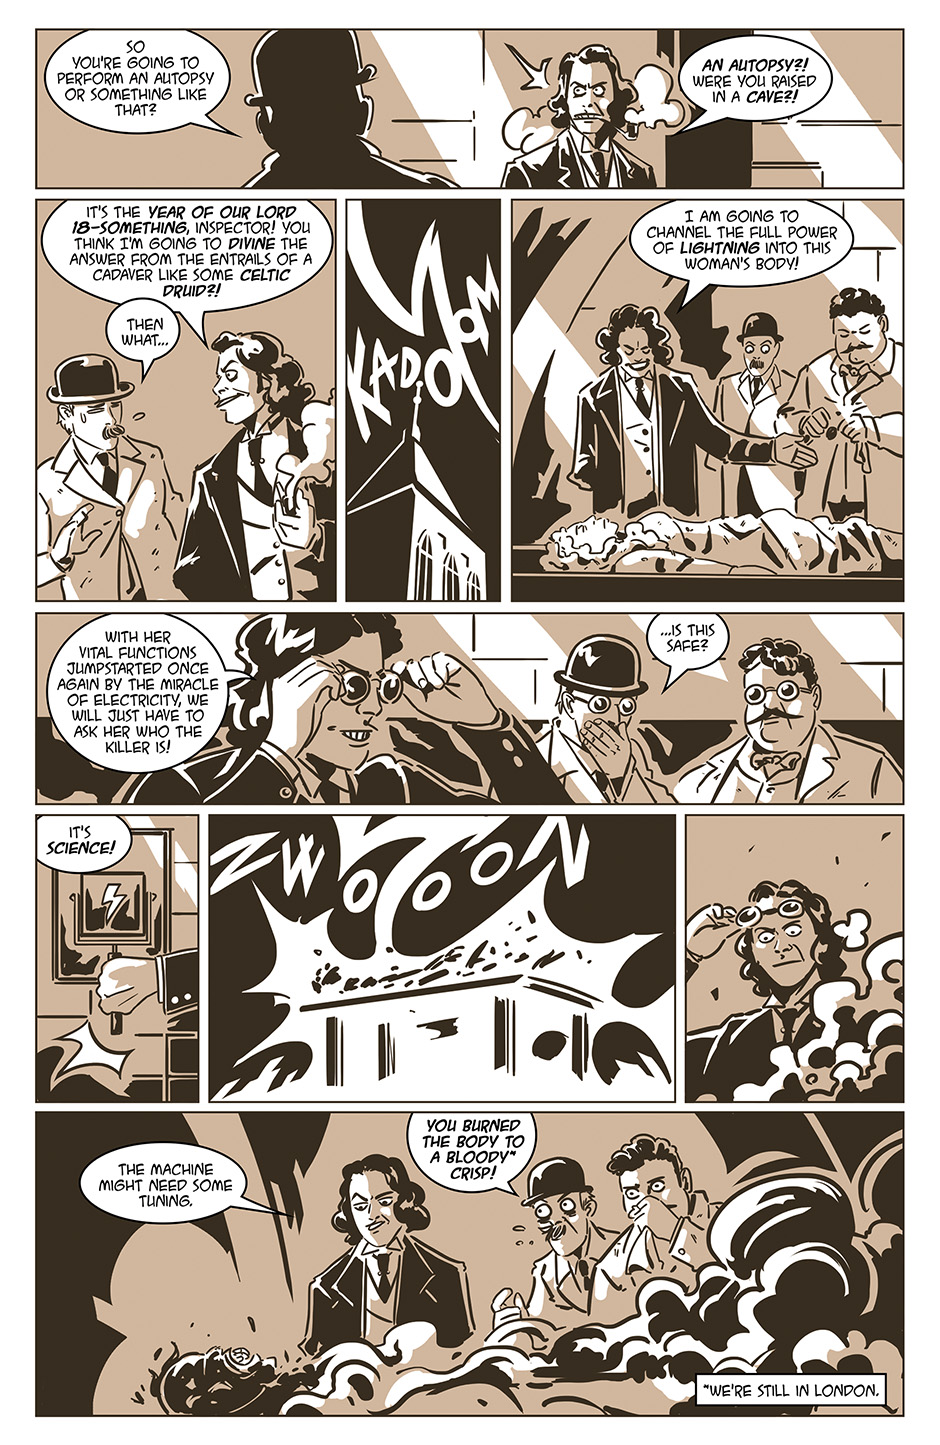 SO
YOU'RE GOING TO
PERFORM AN AUTOPSY
OR SOMETHING LIKE
THAT?
AN AUTOPSY?!
WERE YOU RAISED
IN A CAVE?!
IT'S THE YEAR OF OUR LORD
18-SOMETHING, INSPECTOR! YOU
THINK I'M GOING TO DIVINE THE
ANSWER FROM THE ENTRAILS OF A
CADAVER LIKE SOME CELTIC
DRUID?!
THEN
WHAT...
KADOOOM
I AM GOING TO
CHANNEL THE FULL POWER
OF LIGHTNING INTO THIS
WOMAN'S BODY!
WITH HER
VITAL FUNCTIONS
JUMPSTARTED ONCE
AGAIN BY THE MIRACLE
OF ELECTRICITY, WE
WILL JUST HAVE TO
ASK HER WHO THE
KILLER IS!
...IS THIS
SAFE?
IT'S
SCIENCE!
ZWOOOON
THE MACHINE
MIGHT NEED SOME
TUNING.
YOU BURNED
THE BODY TO
A BLOODY*
CRISP!
*WE'RE STILL IN LONDON.